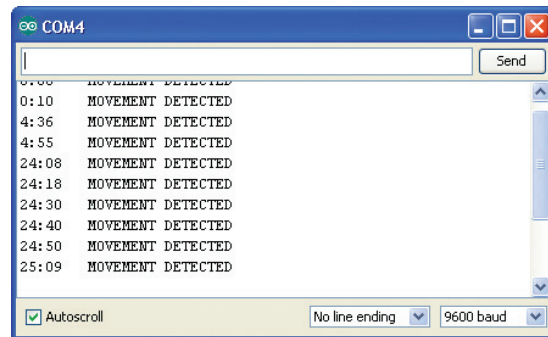 COM4
Send
MOVEMENT DETECTED
0:10 MOVEMENT DETECTED
4:36 MOVEMENT DETECTED
4:55 MOVEMENT DETECTED
24:08 MOVEMENT DETECTED
24:18 MOVEMENT DETECTED
24:30 MOVEMENT DETECTED
24:40 MOVEMENT DETECTED
24:50 MOVEMENT DETECTED
25:09 MOVEMENT DETECTED
Autoscroll No line ending 9600 baud